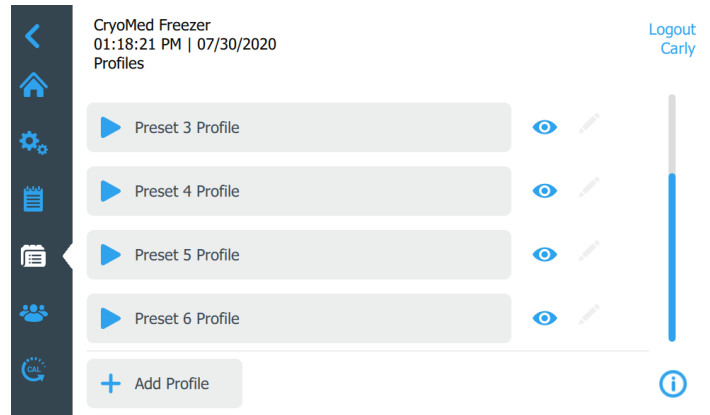 CryoMed Freezer
01:18:21 PM | 07/30/2020
Profiles
Logout
Carly
Preset 3 Profile
Preset 4 Profile
Preset 5 Profile
Preset 6 Profile
CAL
Add Profile